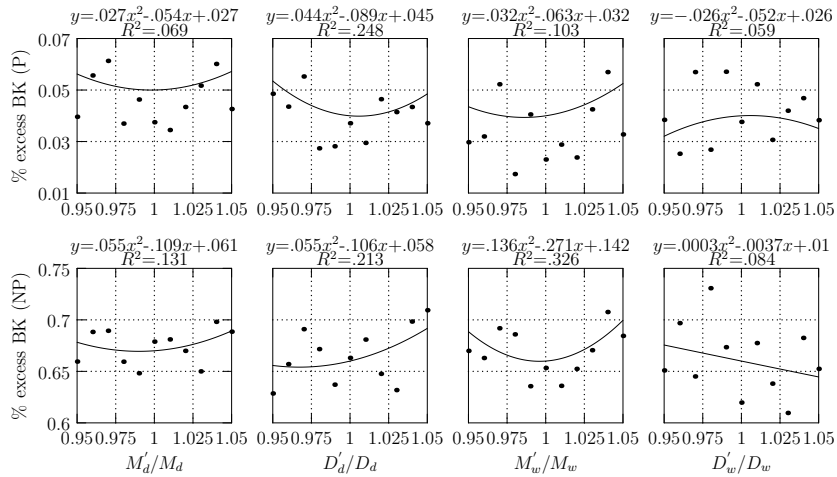 y=.027x²-.054x+.027 y=.044x²-.089x+.045 y=.032x²-.063x+.032 y=-.026x²-.052x+.026
R²=.069 R²=.248 R²=.103 R²=.059
% excess BK (P)
0.07
0.05
0.03
0.01
0.95 0.975 1 1.025 1.05 0.95 0.975 1 1.025 1.05 0.95 0.975 1 1.025 1.05 0.95 0.975 1 1.025 1.05
y=.055x²-.109x+.061 y=.055x²-.106x+.058 y=.136x²-.271x+.142 y=.0003x²-.0037x+.01
R²=.131 R²=.213 R²=.326 R²=.084
% excess BK (NP)
0.75
0.7
0.65
0.6
0.95 0.975 1 1.025 1.05 0.95 0.975 1 1.025 1.05 0.95 0.975 1 1.025 1.05 0.95 0.975 1 1.025 1.05
M'd/Md D'd/Dd M'w/Mw D'w/Dw